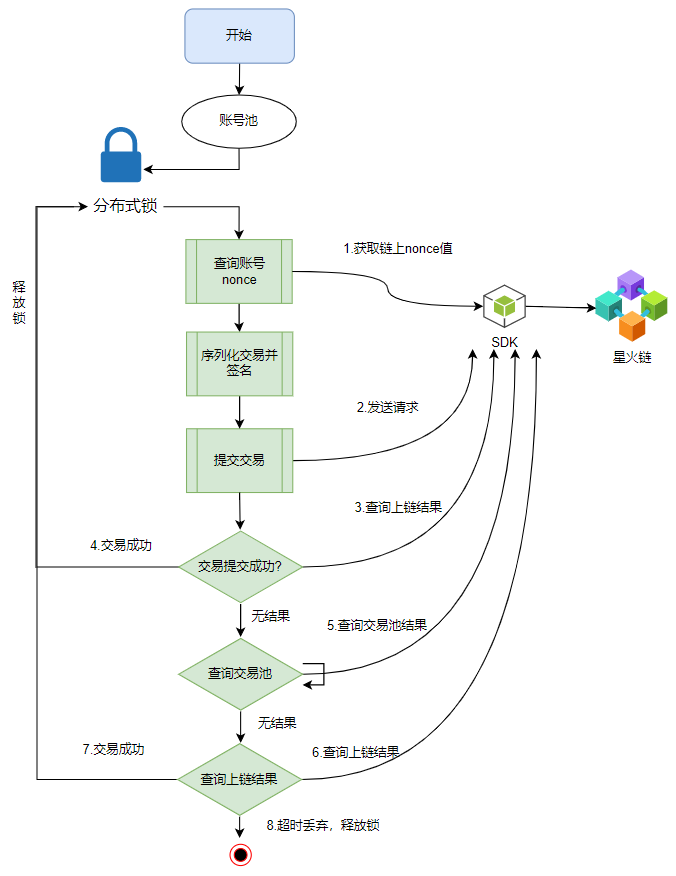 开始
账号池
分布式锁
释
放
锁
查询账号
nonce
1.获取链上nonce值
SDK
星火链
序列化交易并
签名
2.发送请求
提交交易
3.查询上链结果
4.交易成功
交易提交成功?
无结果
5.查询交易池结果
查询交易池
无结果
7.交易成功
6.查询上链结果
查询上链结果
8.超时丢弃，释放锁